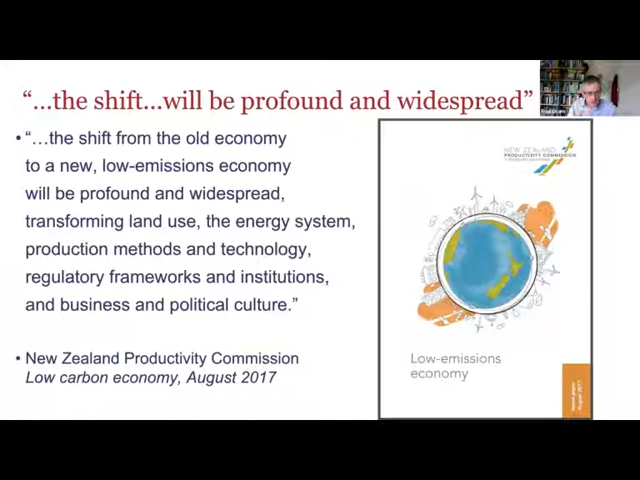 “…the shift…will be profound and widespread”
• “…the shift from the old economy
to a new, low-emissions economy
will be profound and widespread,
transforming land use, the energy system,
production methods and technology,
regulatory frameworks and institutions,
and business and political culture.”
• New Zealand Productivity Commission
Low carbon economy, August 2017
NEW ZEALAND
PRODUCTIVITY COMMISSION
Low-emissions
economy
August 2017